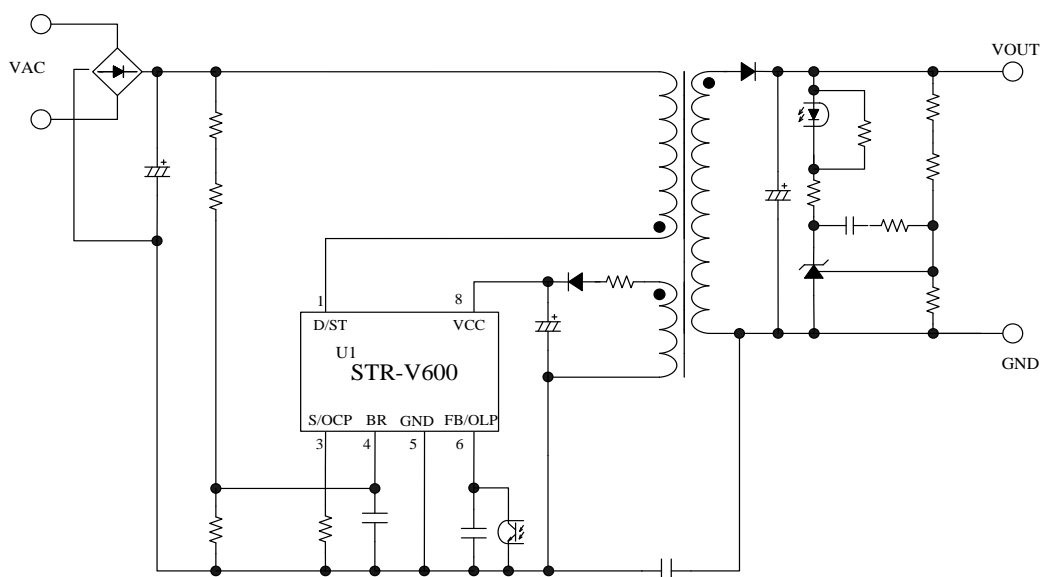 VAC
VOUT
1
8
D/ST
VCC
U1
STR-V600
S/OCP
BR
GND
FB/OLP
3
4
5
6
GND
+
+
+